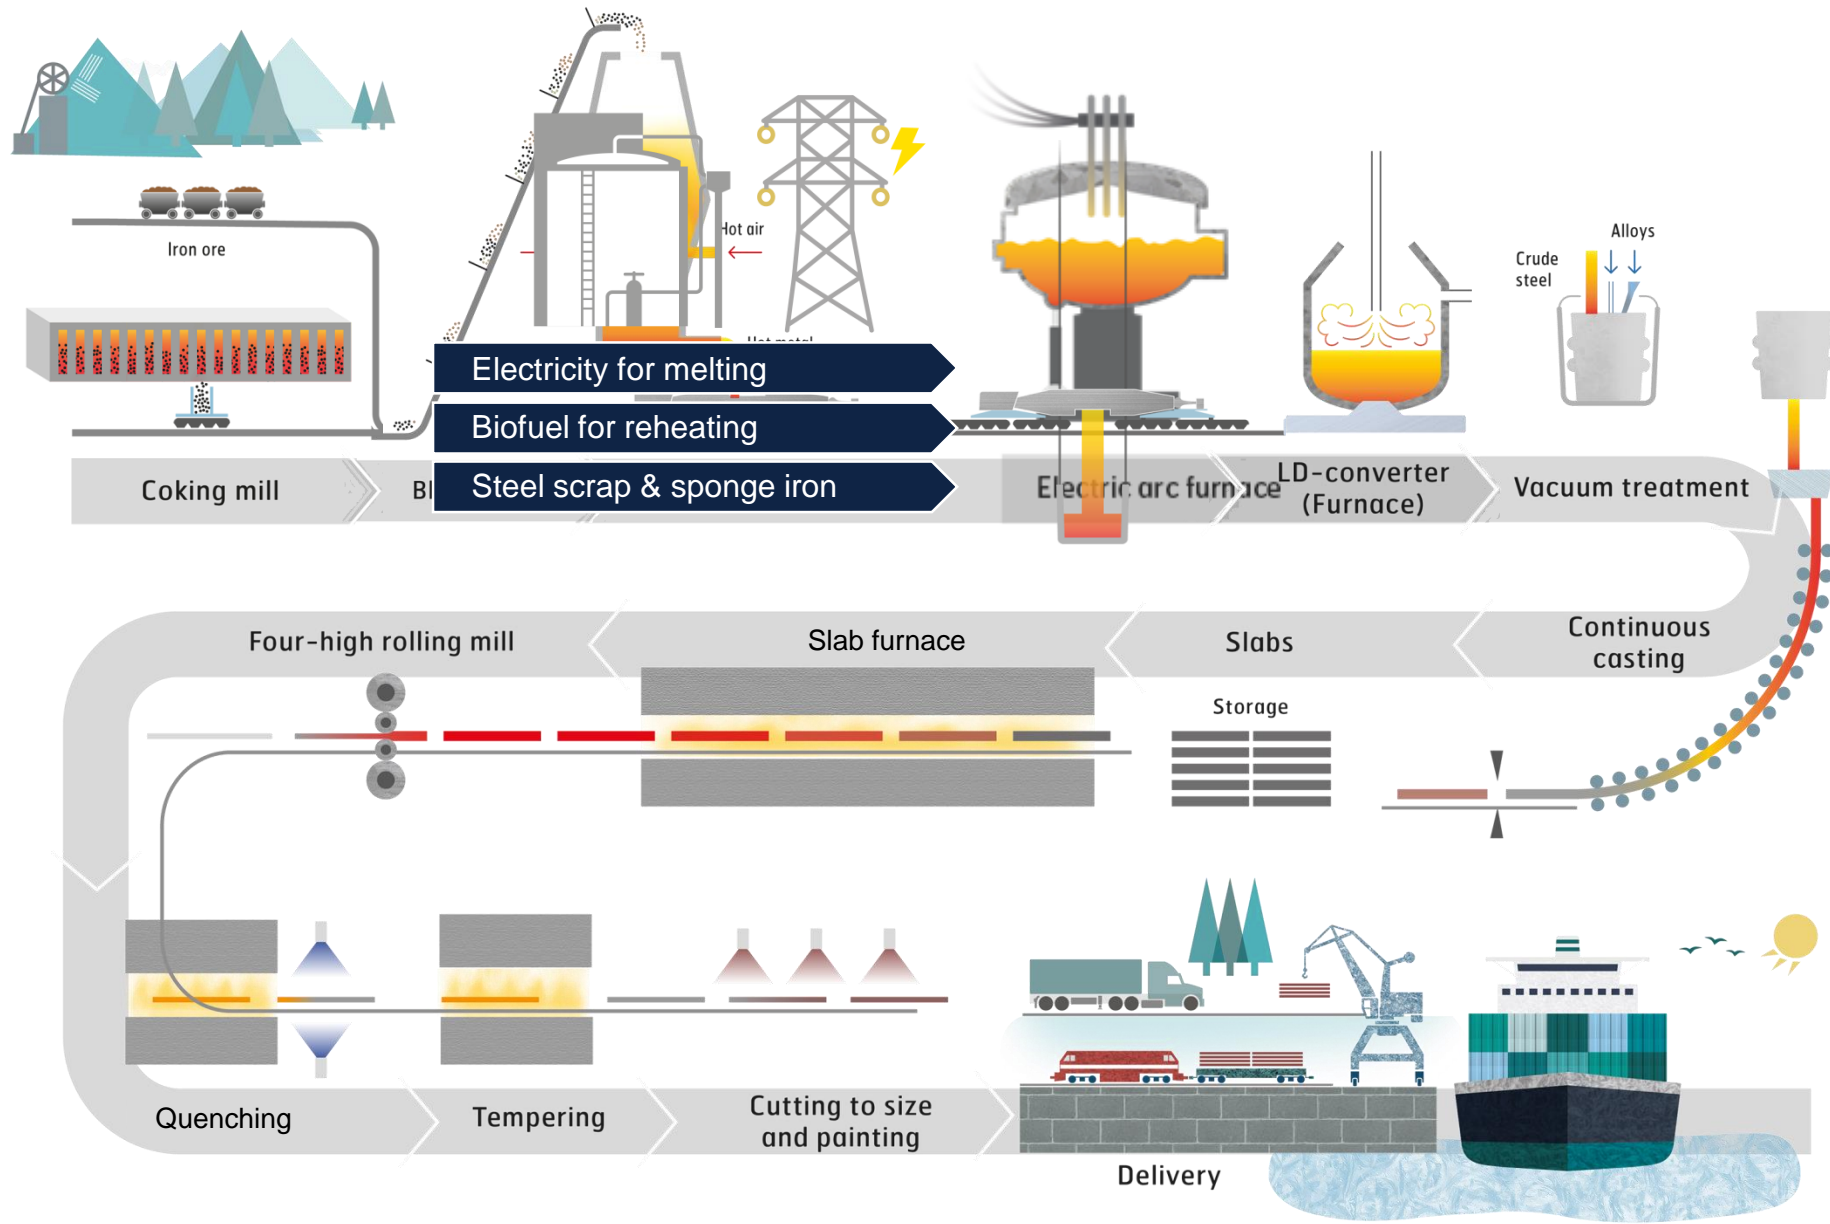 Iron ore
Hot air
Crude
steel
Alloys
Electricity for melting
Biofuel for reheating
Steel scrap & sponge iron
Coking mill
Electric arc furnace
LD-converter
(Furnace)
Vacuum treatment
Four-high rolling mill
Slab furnace
Slabs
Continuous
casting
Storage
Quenching
Tempering
Cutting to size
and painting
Delivery